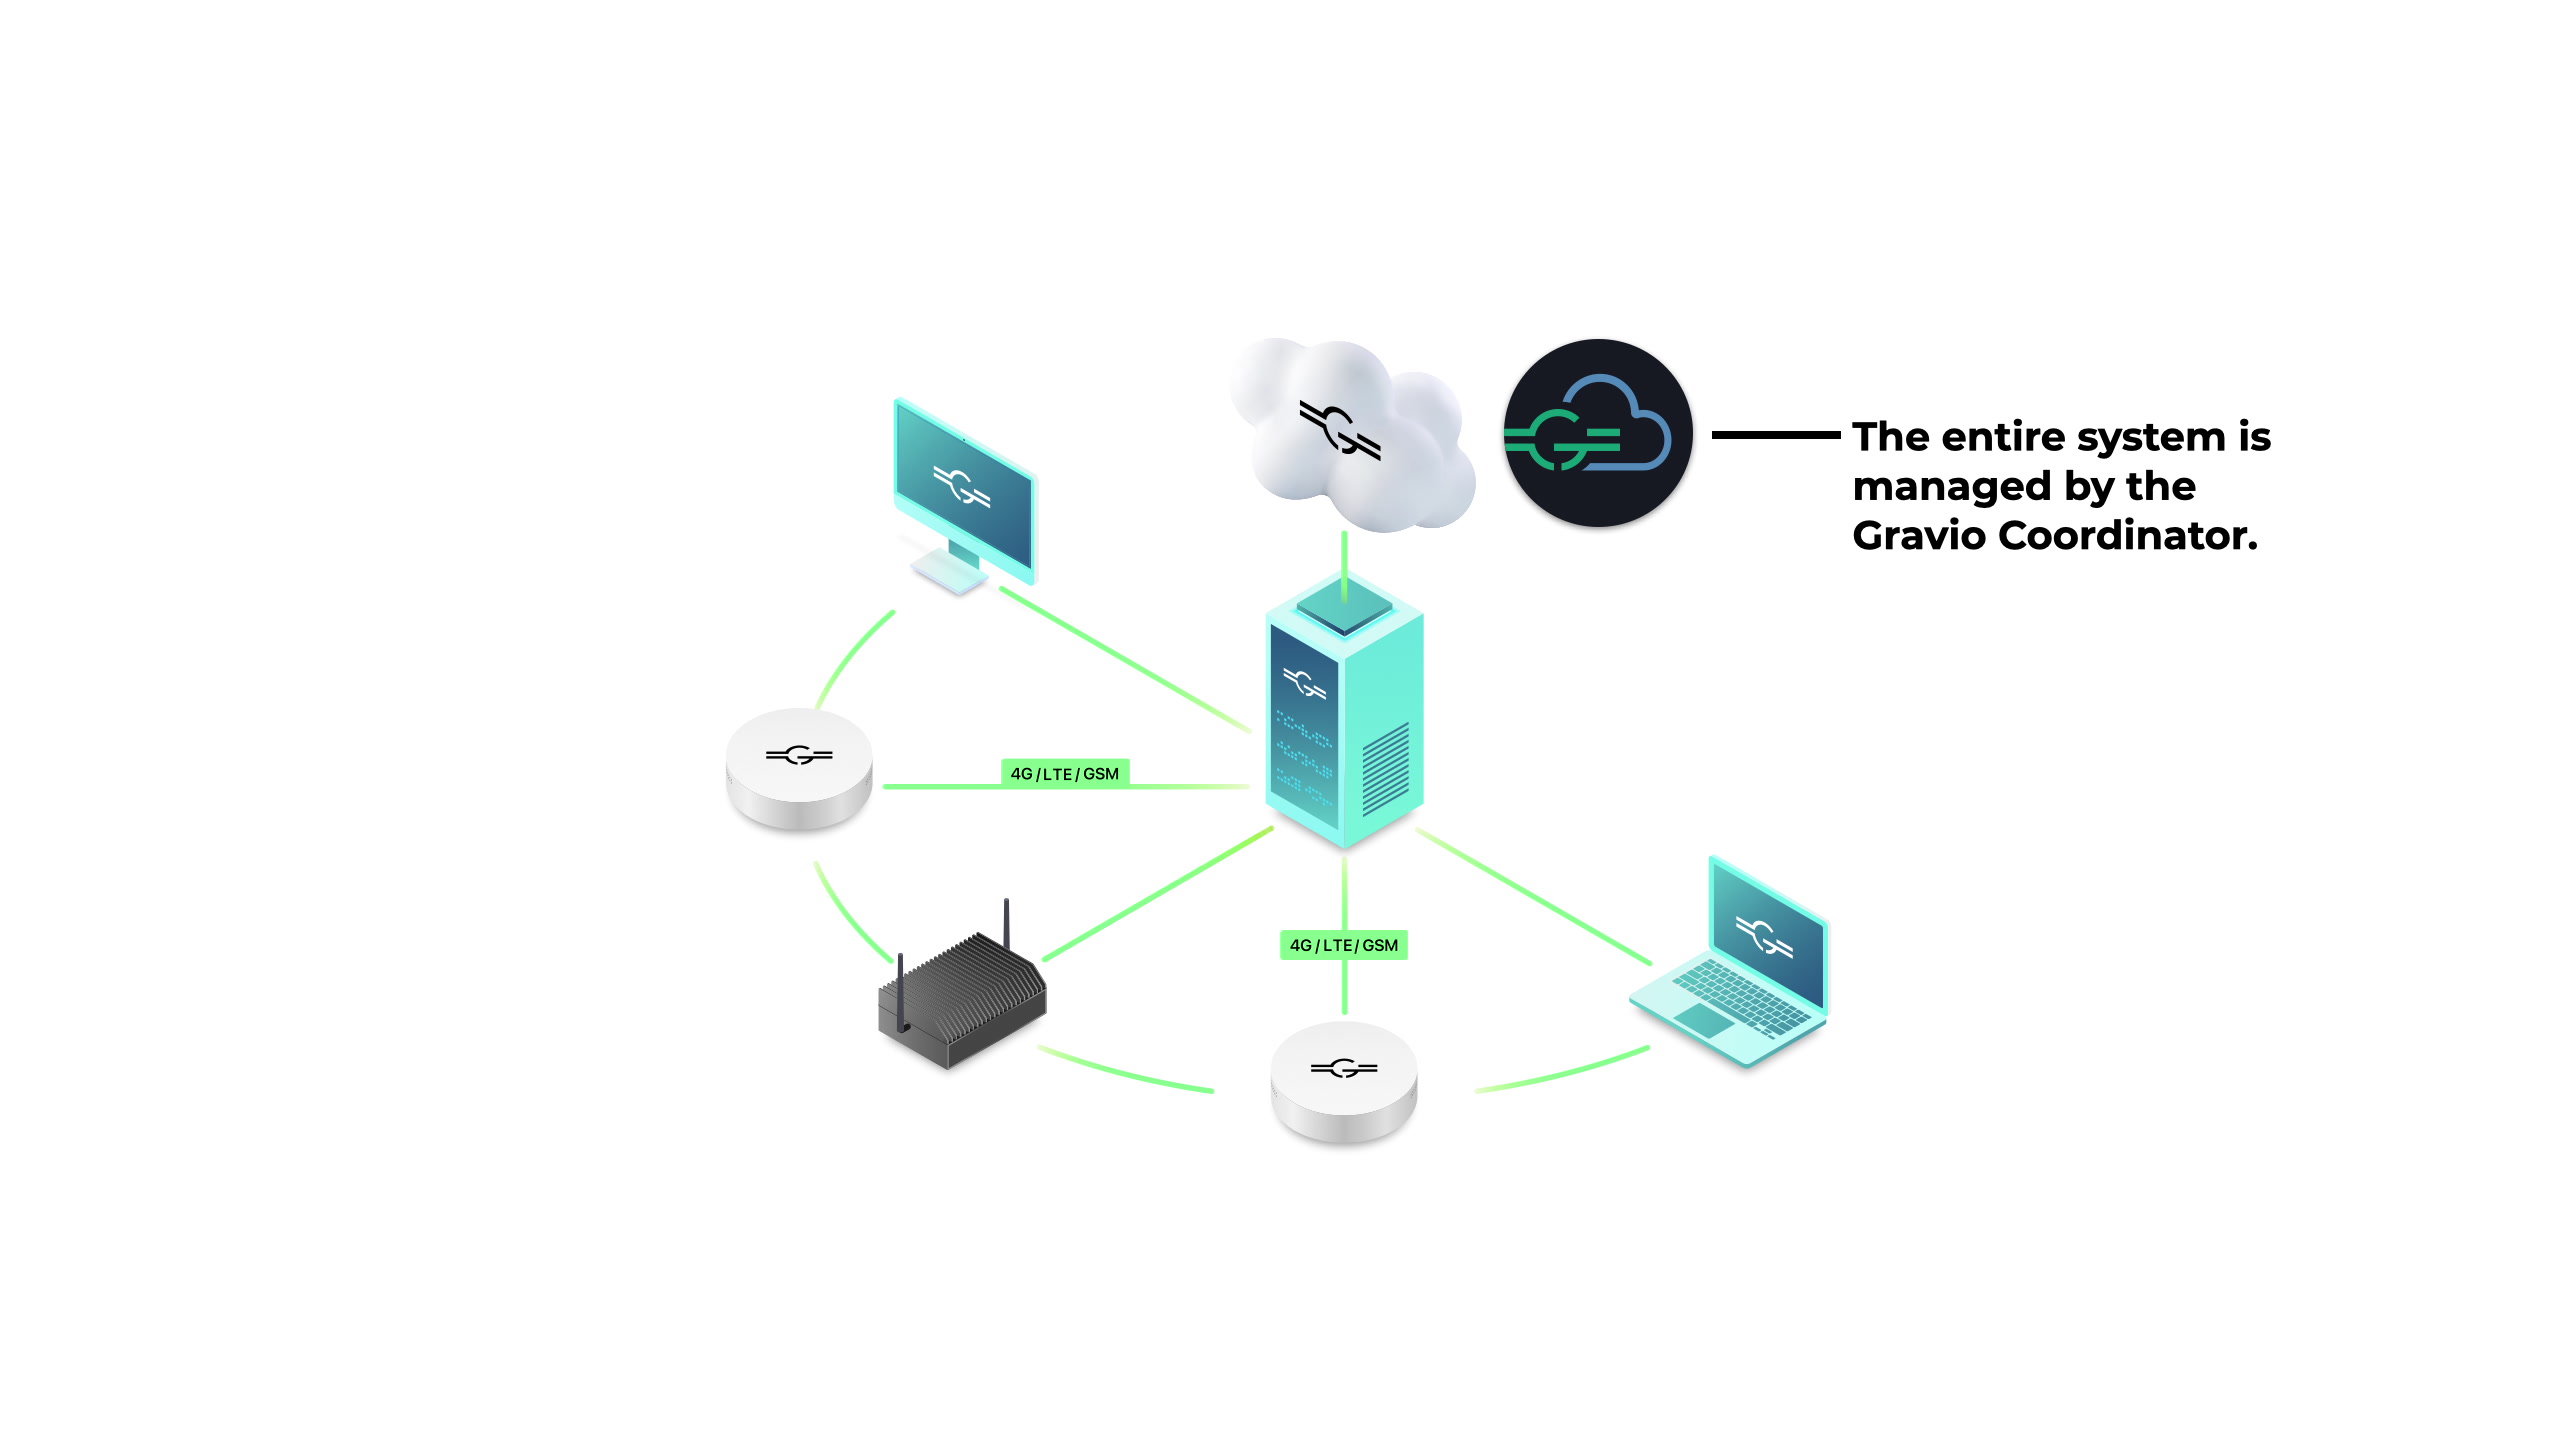 The entire system is
managed by the
Gravio Coordinator.
4G / LTE / GSM
4G / LTE / GSM